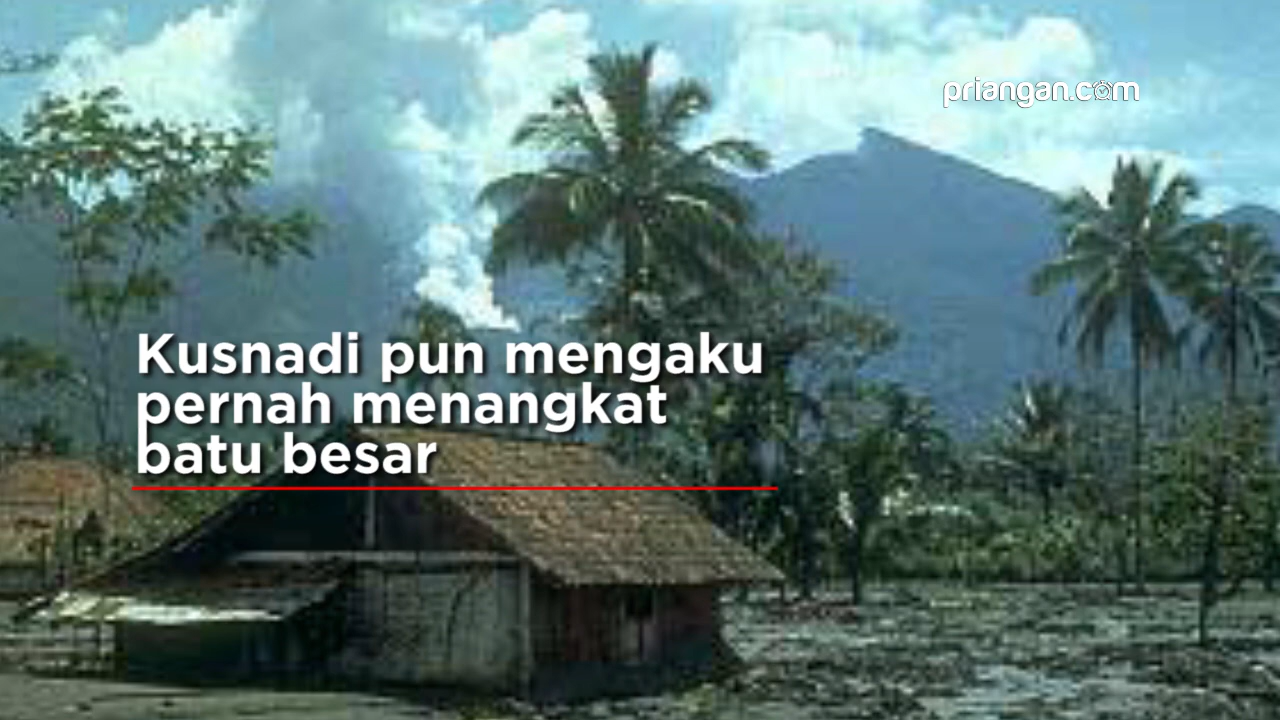 priangan.com
Kusnadi pun mengaku
pernah menangkat
batu besar